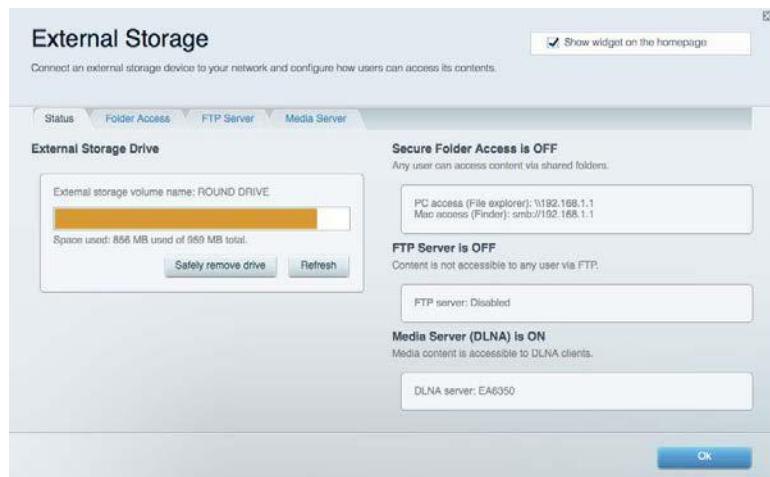 External Storage
Show widget on the homepage
Connect an external storage device to your network and configure how users can access its contents.
Status
Folder Access
FTP Server
Media Server
External Storage Drive
External storage volume name: ROUND DRIVE
Space used: 856 MB used of 959 MB total.
Safely remove drive
Refresh
Secure Folder Access is OFF
Any user can access content via shared folders.
PC access (File explorer): \\192.168.1.1
Mac access (Finder): smb://192.168.1.1
FTP Server is OFF
Content is not accessible to any user via FTP.
FTP server: Disabled
Media Server (DLNA) is ON
Media content is accessible to DLNA clients.
DLNA server: EA6350
Ok